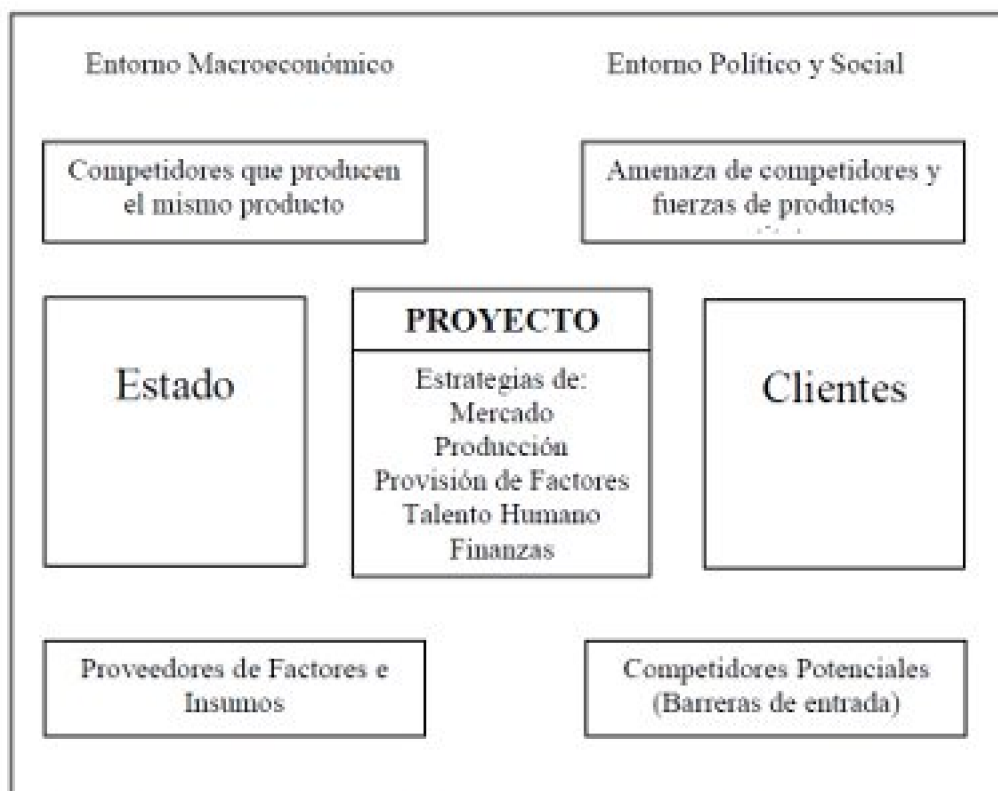 Entorno Macroeconómico
Entorno Político y Social
Competidores que producen
el mismo producto
Amenaza de competidores y
fuerzas de productos
Estado
PROYECTO
Estrategias de:
Mercado
Producción
Provisión de Factores
Talento Humano
Finanzas
Clientes
Proveedores de Factores e
Insumos
Competidores Potenciales
(Barreras de entrada)